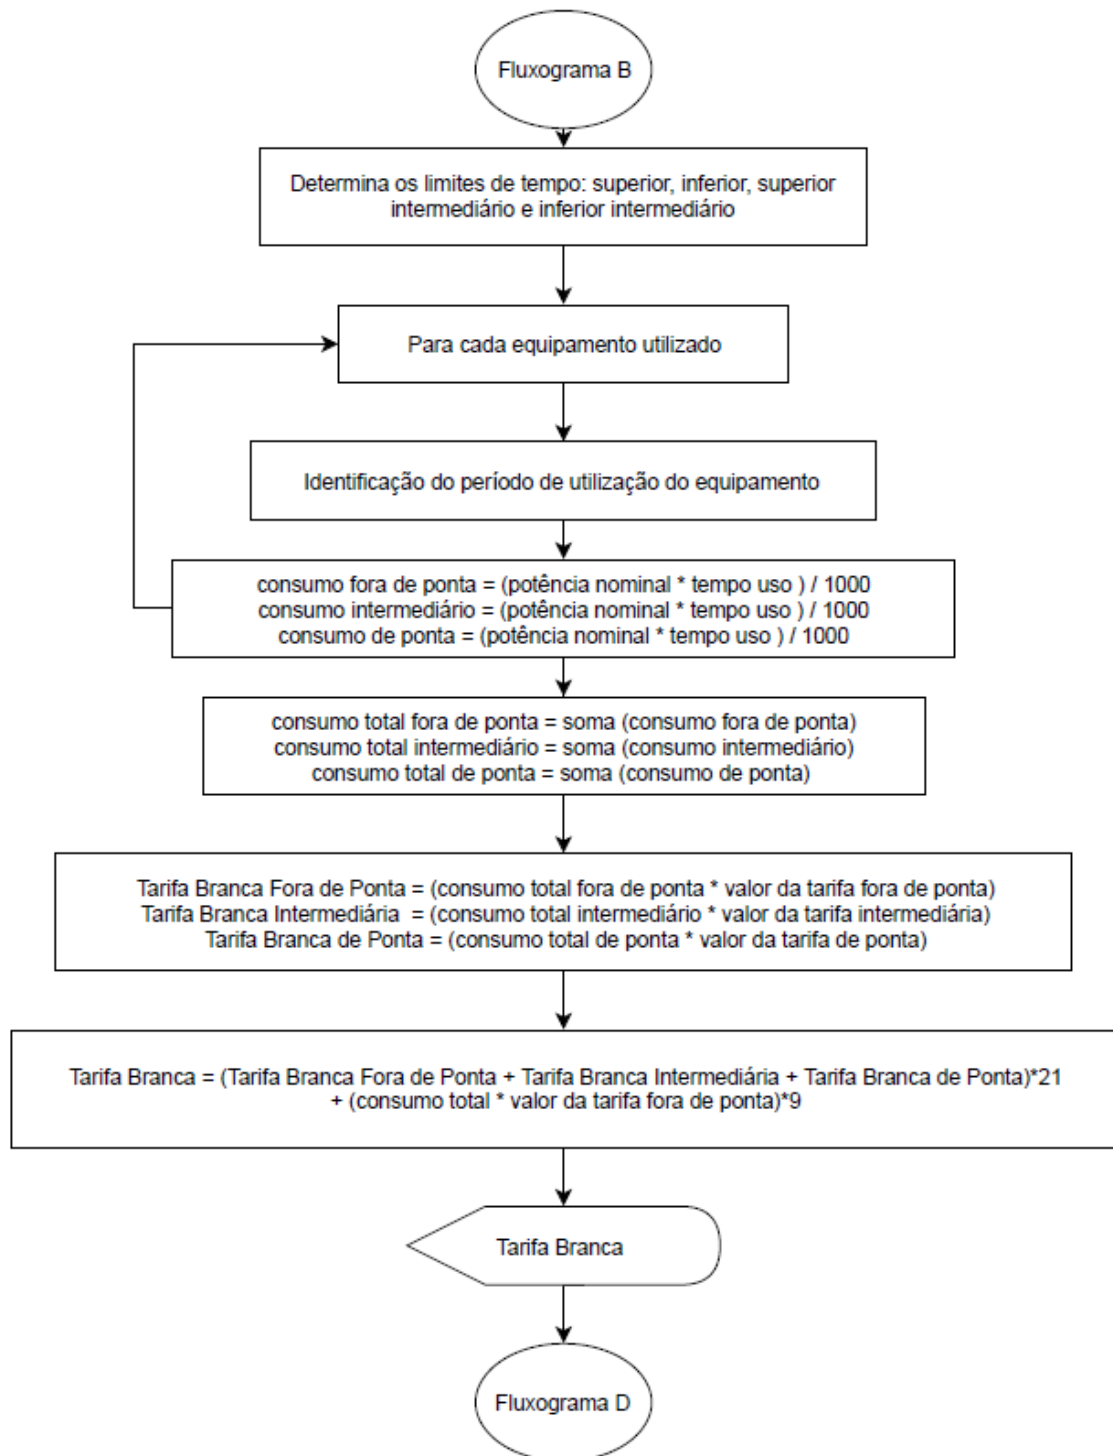 Fluxograma B
Determina os limites de tempo: superior, inferior, superior
intermediário e inferior intermediário
Para cada equipamento utilizado
Identificação do período de utilização do equipamento
consumo fora de ponta = (potência nominal * tempo uso ) / 1000
consumo intermediário = (potência nominal * tempo uso ) / 1000
consumo de ponta = (potência nominal * tempo uso ) / 1000
consumo total fora de ponta = soma (consumo fora de ponta)
consumo total intermediário = soma (consumo intermediário)
consumo total de ponta = soma (consumo de ponta)
Tarifa Branca Fora de Ponta = (consumo total fora de ponta * valor da tarifa fora de ponta)
Tarifa Branca Intermediária = (consumo total intermediário * valor da tarifa intermediária)
Tarifa Branca de Ponta = (consumo total de ponta * valor da tarifa de ponta)
Tarifa Branca = (Tarifa Branca Fora de Ponta + Tarifa Branca Intermediária + Tarifa Branca de Ponta)*21
+ (consumo total * valor da tarifa fora de ponta)*9
Tarifa Branca
Fluxograma D